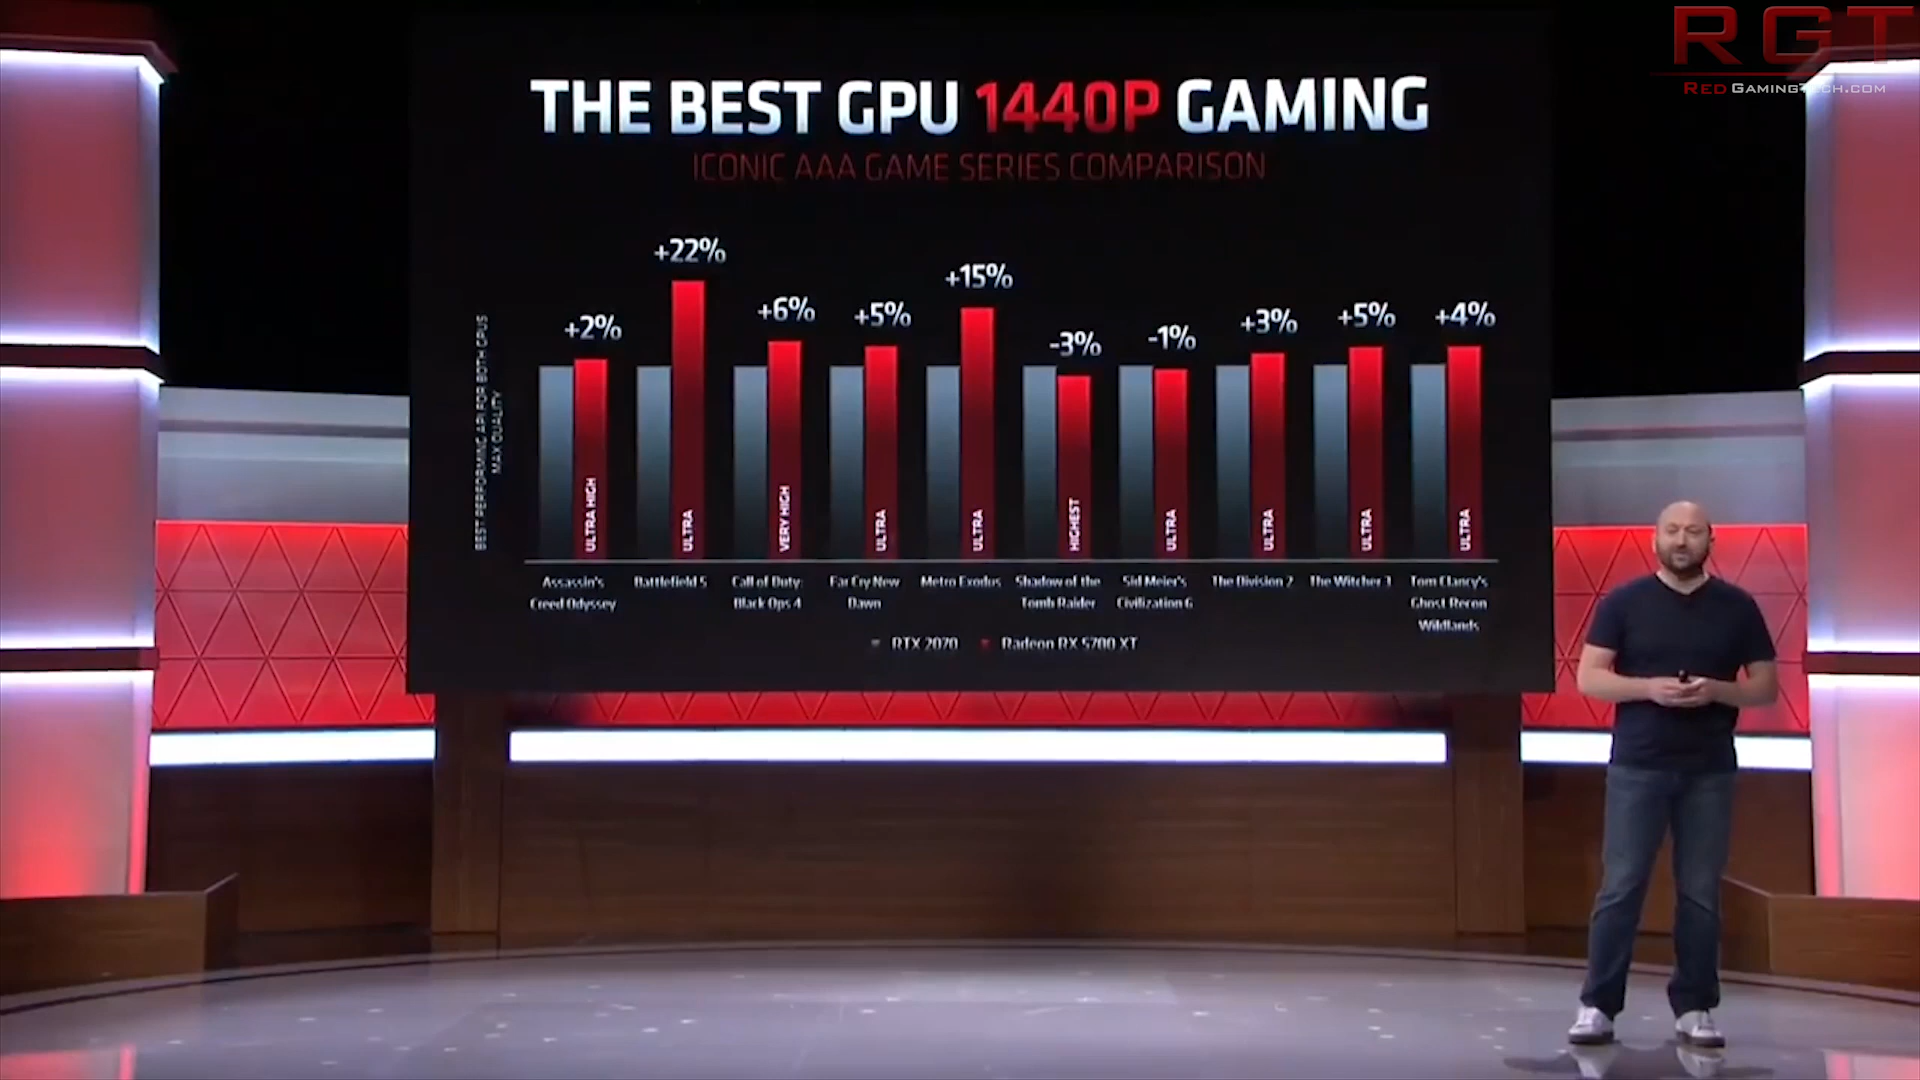 RGT
RED GAMINGTECH.COM
THE BEST GPU 1440P GAMING
ICONIC AAA GAME SERIES COMPARISON
BEST PERFORMING API FOR BOTH GPUS
MAX QUALITY
+2%
+22%
+6%
+5%
+15%
-3%
-1%
+3%
+5%
+4%
ULTRA HIGH
ULTRA
VERY HIGH
ULTRA
ULTRA
HIGHEST
ULTRA
ULTRA
ULTRA
ULTRA
Assassin's
Creed Odyssey
Battlefield 5
Call of Duty:
Black Ops 4
Far Cry New
Dawn
Metro Exodus
Shadow of the
Tomb Raider
Sid Meier's
Civilization 6
The Division 2
The Witcher 3
Tom Clancy's
Ghost Recon
Wildlands
RTX 2070
Radeon RX 5700 XT